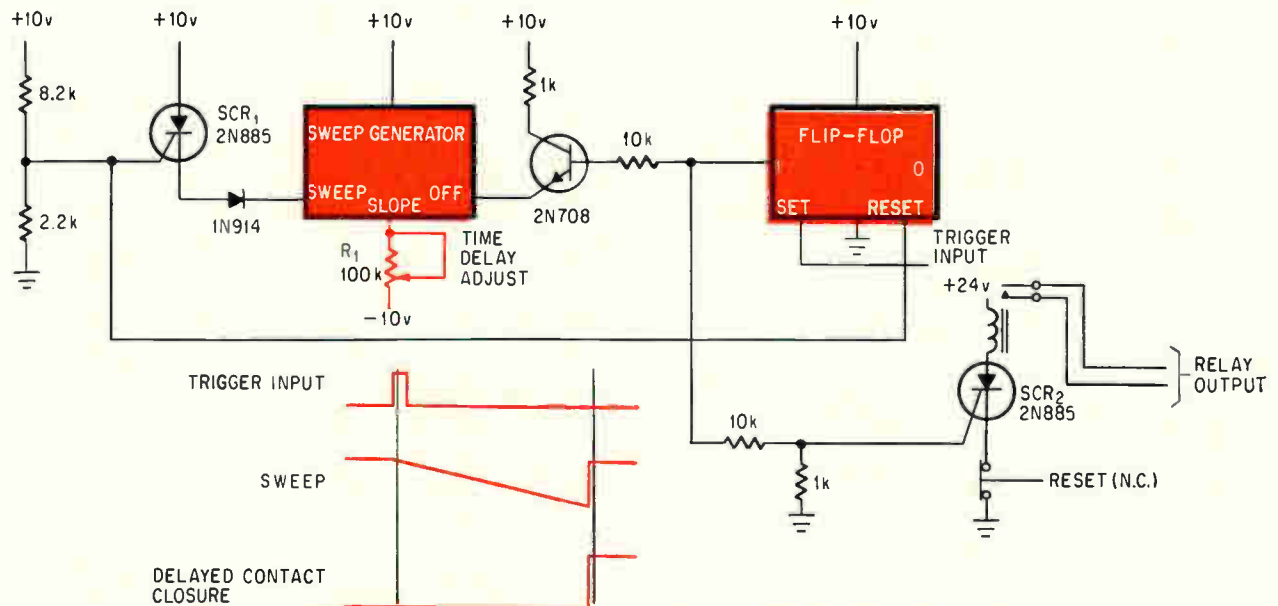 +10v
+10v
+10v
+10v
+10v
8.2k
SCR₁
2N885
2.2k
1N914
SWEEP GENERATOR
SWEEP
OFF
SLOPE
R₁
100k
TIME
DELAY
ADJUST
−10v
1k
2N708
10k
FLIP-FLOP
1
0
SET
RESET
TRIGGER
INPUT
+24v
RELAY
OUTPUT
SCR₂
2N885
10k
1k
RESET (N.C.)
TRIGGER INPUT
SWEEP
DELAYED CONTACT
CLOSURE